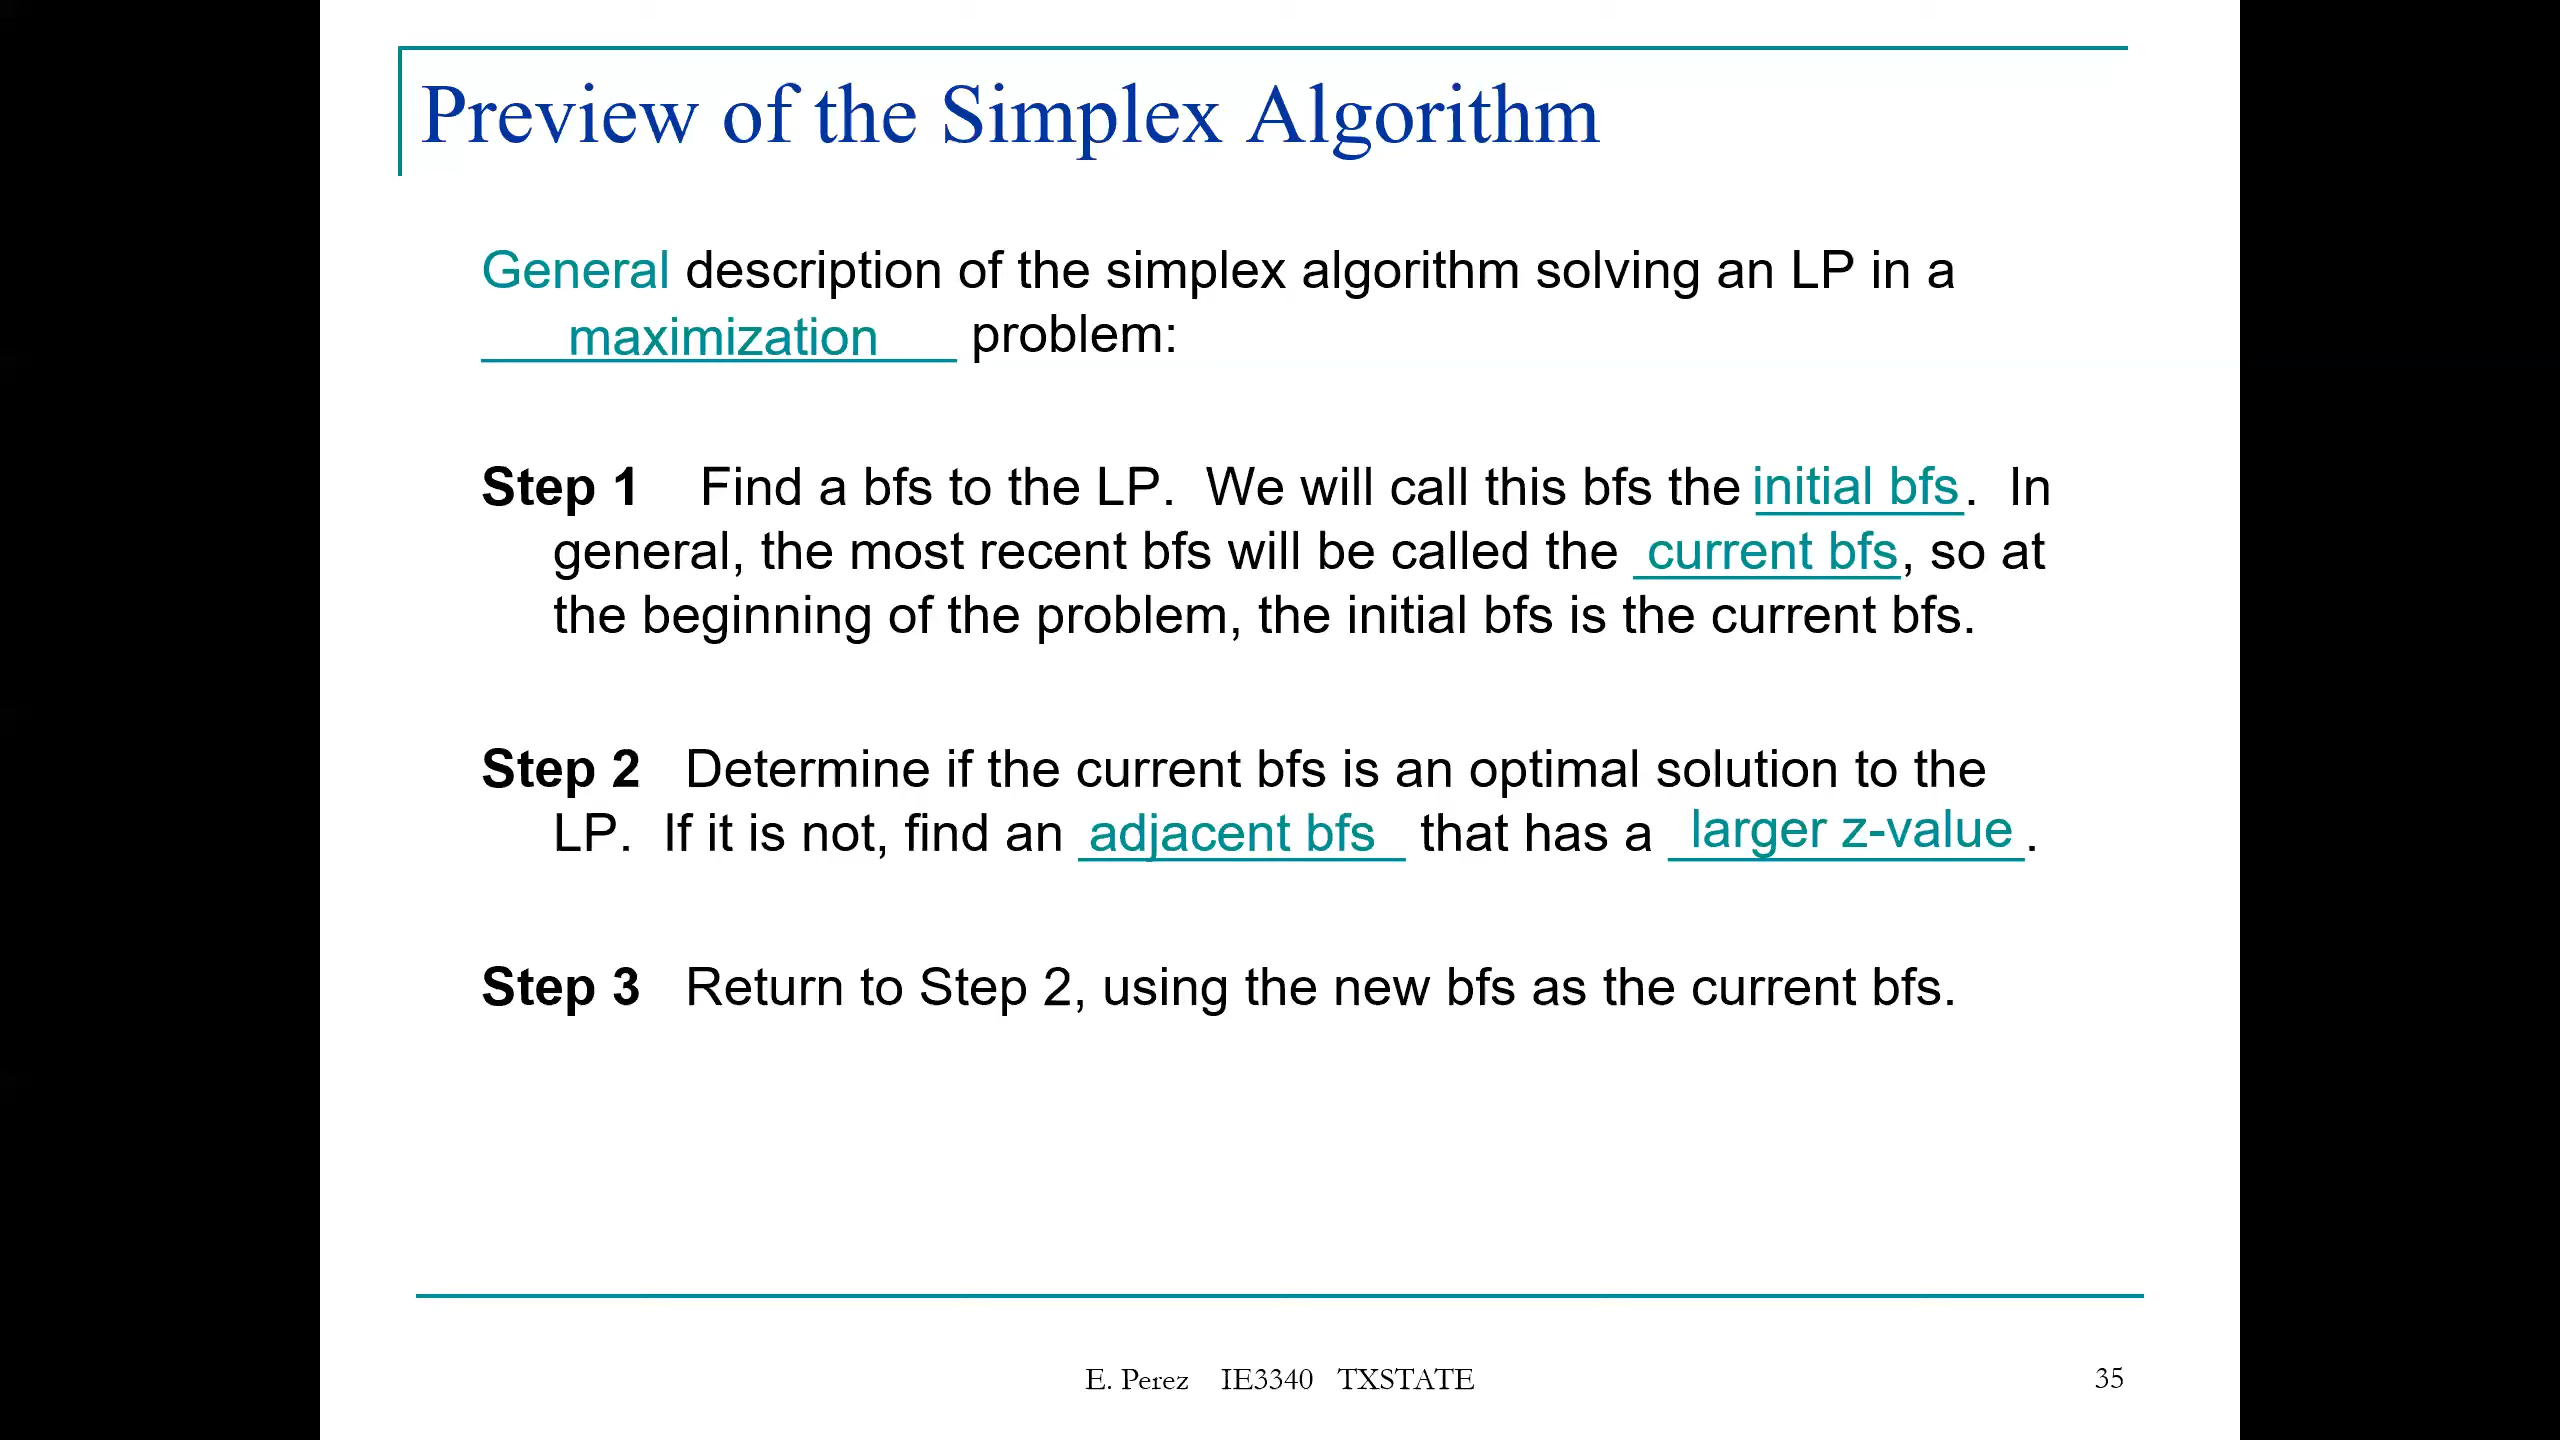 Preview of the Simplex Algorithm
General description of the simplex algorithm solving an LP in a
maximization problem:
Step 1 Find a bfs to the LP. We will call this bfs the initial bfs. In
general, the most recent bfs will be called the current bfs, so at
the beginning of the problem, the initial bfs is the current bfs.
Step 2 Determine if the current bfs is an optimal solution to the
LP. If it is not, find an adjacent bfs that has a larger z-value.
Step 3 Return to Step 2, using the new bfs as the current bfs.
E. Perez IE3340 TXSTATE
35